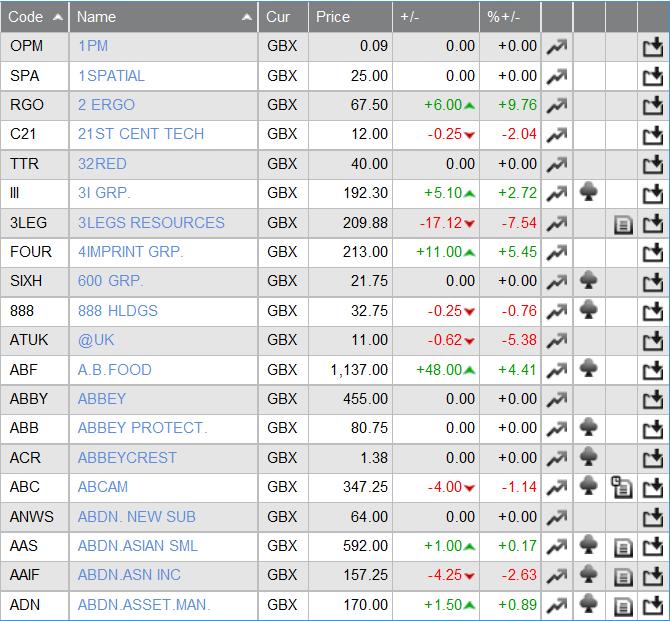 Code Name Cur Price +/- %+/-
OPM 1PM GBX 0.09 0.00 +0.00
SPA 1SPATIAL GBX 25.00 0.00 +0.00
RGO 2 ERGO GBX 67.50 +6.00 +9.76
C21 21ST CENT TECH GBX 12.00 -0.25 -2.04
TTR 32RED GBX 40.00 0.00 +0.00
III 3I GRP. GBX 192.30 +5.10 +2.72
3LEG 3LEGS RESOURCES GBX 209.88 -17.12 -7.54
FOUR 4IMPRINT GRP. GBX 213.00 +11.00 +5.45
SIXH 600 GRP. GBX 21.75 0.00 +0.00
888 888 HLDGS GBX 32.75 -0.25 -0.76
ATUK @UK GBX 11.00 -0.62 -5.38
ABF A.B.FOOD GBX 1,137.00 +48.00 +4.41
ABBY ABBEY GBX 455.00 0.00 +0.00
ABB ABBEY PROTECT. GBX 80.75 0.00 +0.00
ACR ABBEYCREST GBX 1.38 0.00 +0.00
ABC ABCAM GBX 347.25 -4.00 -1.14
ANWS ABDN. NEW SUB GBX 64.00 0.00 +0.00
AAS ABDN.ASIAN SML GBX 592.00 +1.00 +0.17
AAIF ABDN.ASN INC GBX 157.25 -4.25 -2.63
ADN ABDN.ASSET.MAN. GBX 170.00 +1.50 +0.89